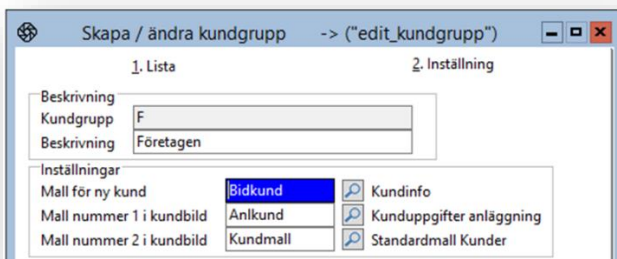 Skapa / ändra kundgrupp -> ("edit_kundgrupp")
1. Lista 2. Inställning
Beskrivning
Kundgrupp F
Beskrivning Företagen
Inställningar
Mall för ny kund Bidkund Kundinfo
Mall nummer 1 i kundbild Anlkund Kunduppgifter anläggning
Mall nummer 2 i kundbild Kundmall Standardmall Kunder